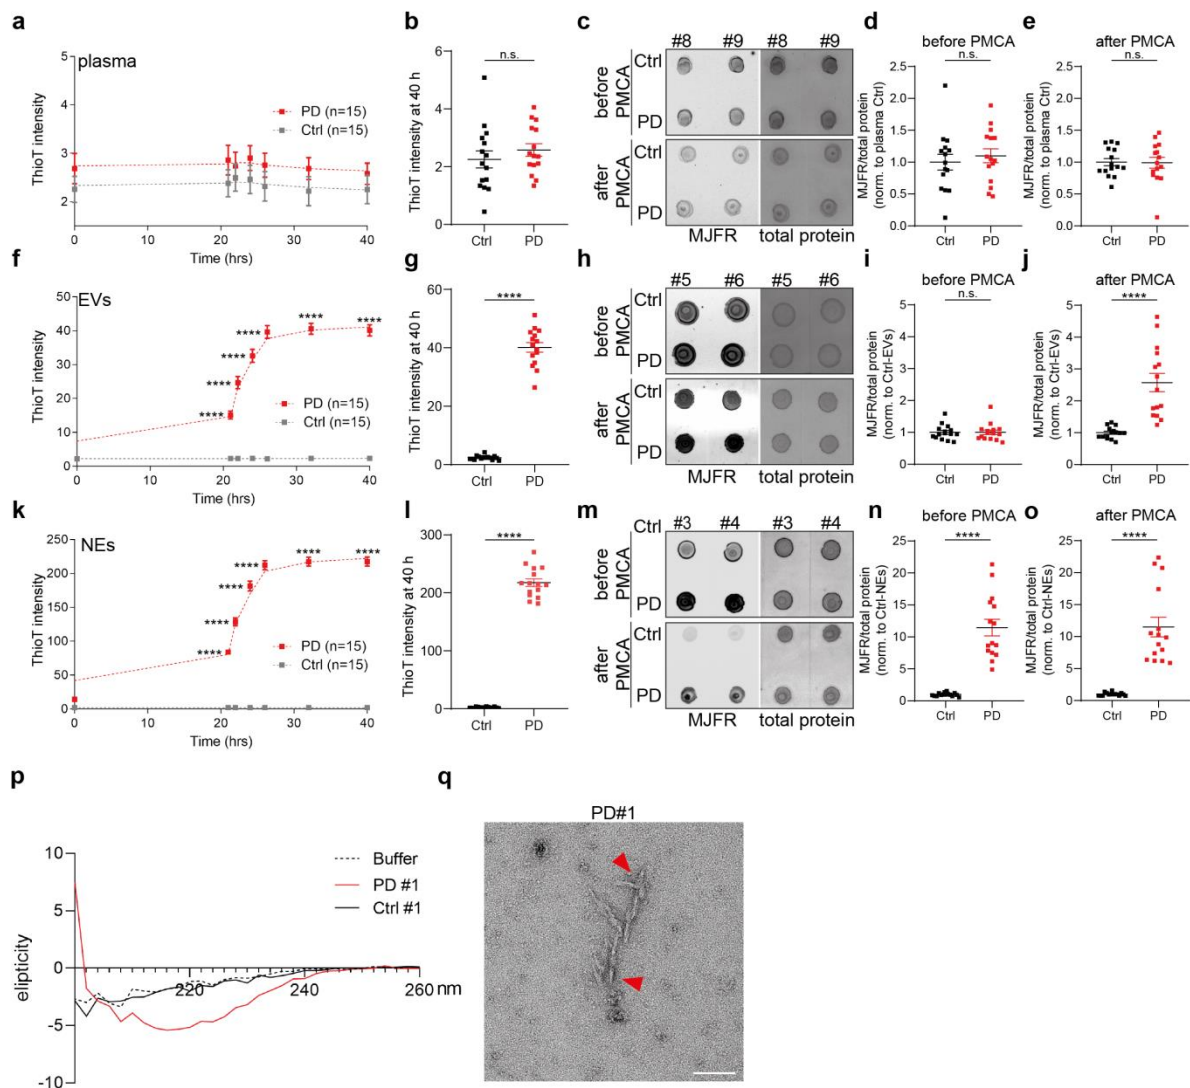 a
plasma
ThioT intensity
5
4
3
2
PD (n=15)
Ctrl (n=15)
0 10 20 30 40
Time (hrs)
b
ThioT intensity at 40 h
6
4
2
0
n.s.
Ctrl PD
c
#8 #9 #8 #9
before PMCA
Ctrl
PD
after PMCA
PD
MJFR total protein
d
before PMCA
n.s.
MJFR/total protein
(norm. to plasma Ctrl)
2.5
2.0
1.5
1.0
0.5
0.0
Ctrl PD
e
after PMCA
n.s.
MJFR/total protein
(norm. to plasma Ctrl)
2.5
2.0
1.5
1.0
0.5
0.0
Ctrl PD
f
EVs
ThioT intensity
50
40
30
20
10
0
**** **** **** **** **** ****
PD (n=15)
Ctrl (n=15)
0 10 20 30 40
Time (hrs)
g
ThioT intensity at 40 h
60
40
20
0
****
Ctrl PD
h
#5 #6 #5 #6
before PMCA
Ctrl
PD
after PMCA
Ctrl
PD
MJFR total protein
i
before PMCA
n.s.
MJFR/total protein
(norm. to Ctrl-EVs)
5
4
3
2
1
0
Ctrl PD
j
after PMCA
****
MJFR/total protein
(norm. to Ctrl-EVs)
5
4
3
2
1
0
Ctrl PD
k
NEs
ThioT intensity
250
200
150
100
50
0
**** **** **** **** **** ****
PD (n=15)
Ctrl (n=15)
0 10 20 30 40
Time (hrs)
l
ThioT intensity at 40 h
300
200
100
0
****
Ctrl PD
m
#3 #4 #3 #4
before PMCA
Ctrl
PD
after PMCA
Ctrl
PD
MJFR total protein
n
before PMCA
****
MJFR/total protein
(norm. to Ctrl-NEs)
25
20
15
10
5
0
Ctrl PD
o
after PMCA
****
MJFR/total protein
(norm. to Ctrl-NEs)
25
20
15
10
5
0
Ctrl PD
p
elipticity
10
5
0
-5
-10
Buffer
PD #1
Ctrl #1
220 240 260 nm
q
PD#1